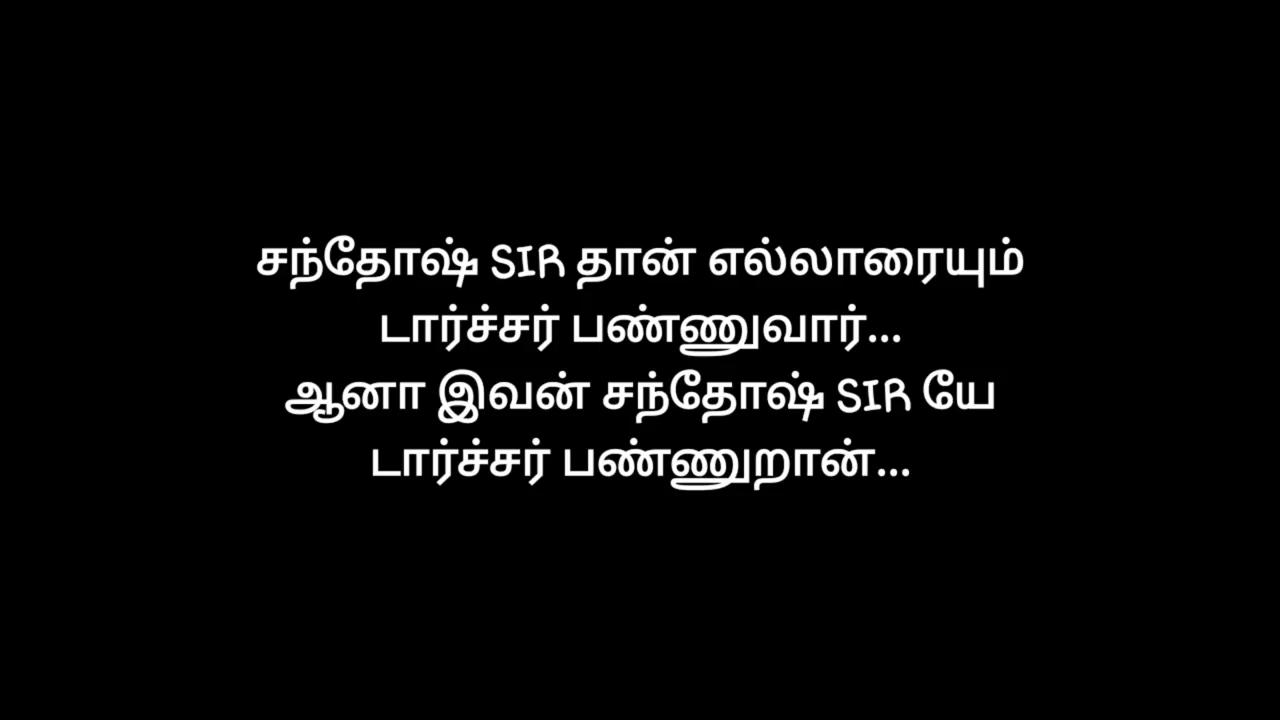 சந்தோஷ் SIR தான் எல்லாரையும்
டார்ச்சர் பண்ணுவார்...
ஆனா இவன் சந்தோஷ் SIR யே
டார்ச்சர் பண்ணுறான்...